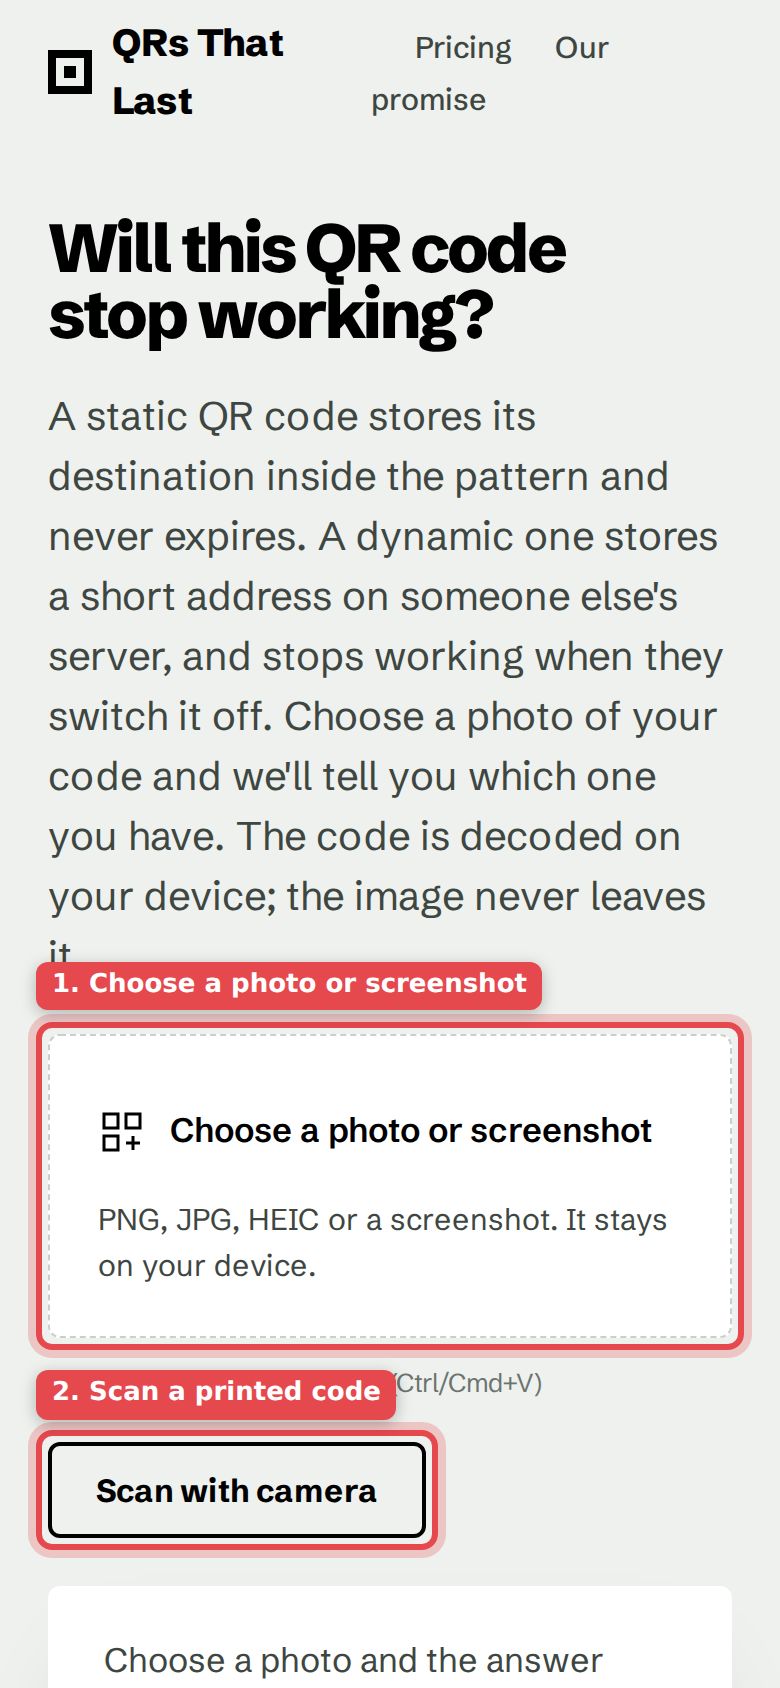 QRs That
Last
Pricing Our
promise
Will this QR code
stop working?
A static QR code stores its
destination inside the pattern and
never expires. A dynamic one stores
a short address on someone else's
server, and stops working when they
switch it off. Choose a photo of your
code and we'll tell you which one
you have. The code is decoded on
your device; the image never leaves
it
1. Choose a photo or screenshot
Choose a photo or screenshot
PNG, JPG, HEIC or a screenshot. It stays
on your device.
2. Scan a printed code
(Ctrl/Cmd+V)
Scan with camera
Choose a photo and the answer